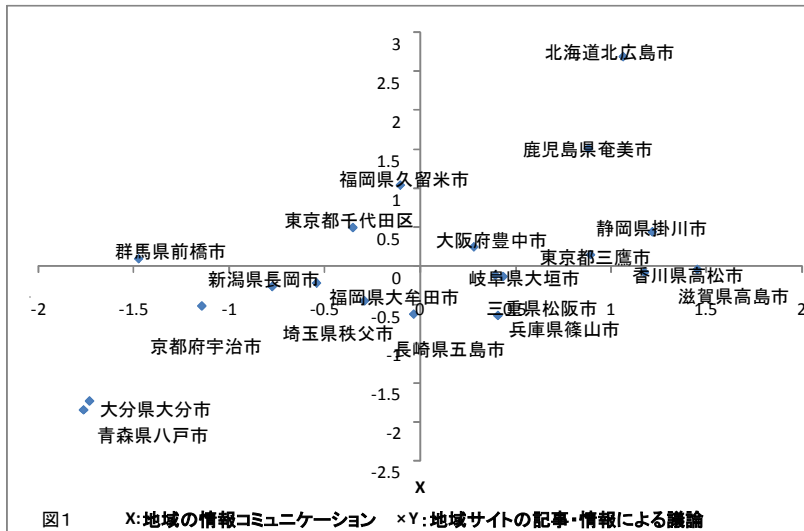 3
北海道北広島市
2.5
2
鹿児島県奄美市
1.5
福岡県久留米市
1
東京都千代田区
静岡県掛川市
大阪府豊中市
0.5
群馬県前橋市
東京都三鷹市
0
新潟県長岡市
岐阜県大垣市
香川県高松市
福岡県大牟田市
滋賀県高島市
-2
-1.5
-1
-0.5
0
0.5
1
1.5
2
三重県松阪市
-0.5
埼玉県秩父市
兵庫県篠山市
京都府宇治市
長崎県五島市
-1
-1.5
大分県大分市
青森県八戸市
-2
-2.5
X
図1 X:地域の情報コミュニケーション ×Y:地域サイトの記事・情報による議論